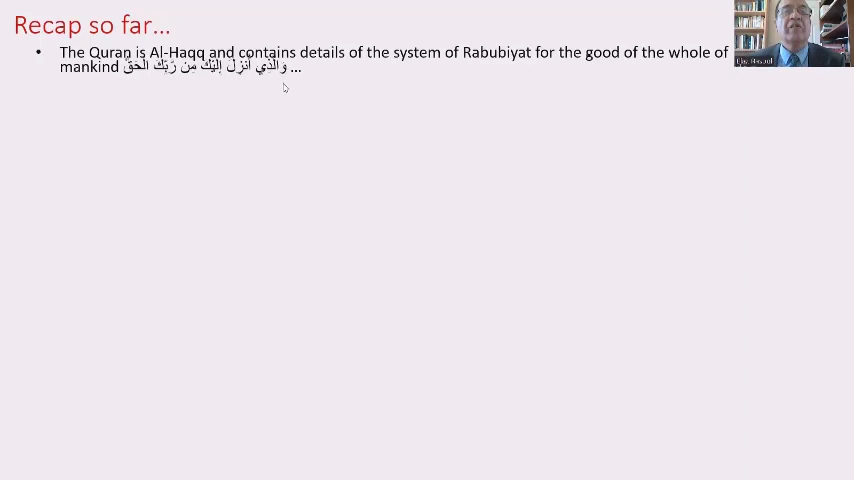 Recap so far...
• The Quran is Al-Haqq and contains details of the system of Rabubiyat for the good of the whole of
mankind وَالَّذِي أُنزِلَ إِلَيْكَ مِن رَّبِّكَ الْحَقُّ ...